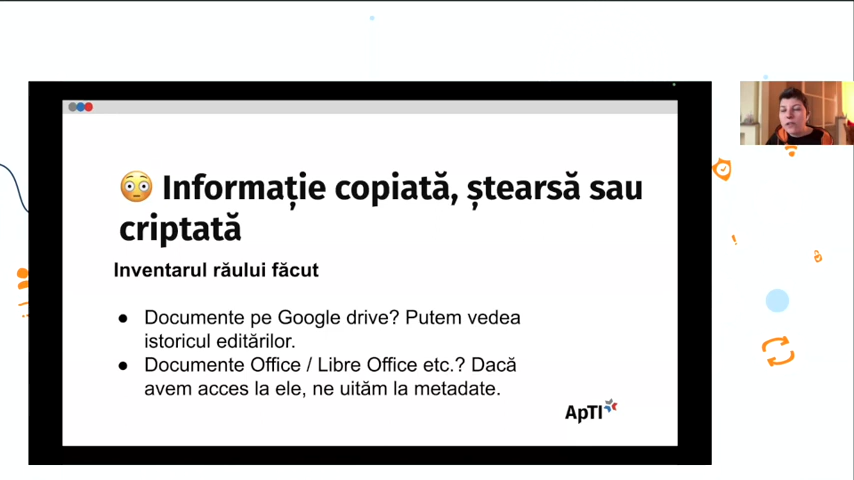 😳 Informație copiată, ștearsă sau
criptată
Inventarul răului făcut
● Documente pe Google drive? Putem vedea
istoricul editărilor.
● Documente Office / Libre Office etc.? Dacă
avem acces la ele, ne uităm la metadate.
ApTI